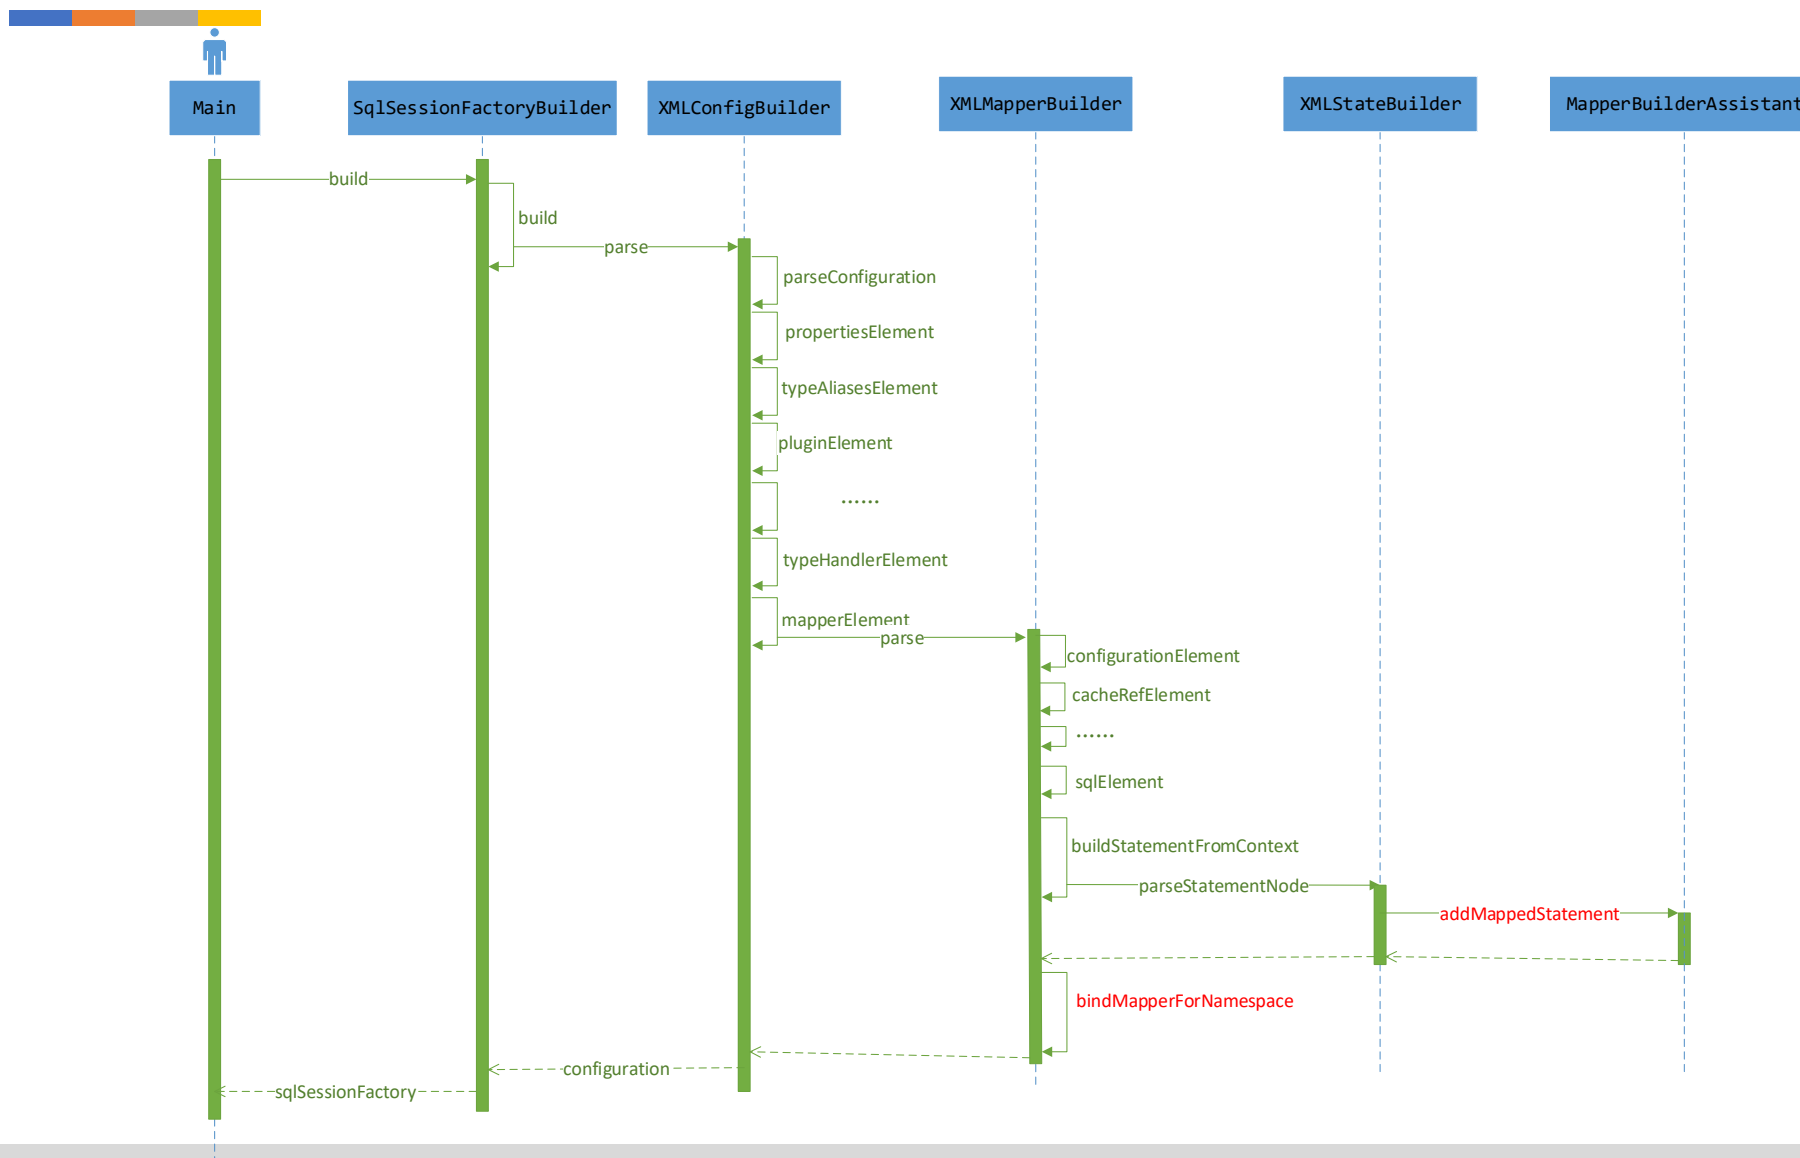 Main
SqlSessionFactoryBuilder
XMLConfigBuilder
XMLMapperBuilder
XMLStateBuilder
MapperBuilderAssistant
build
build
parse
parseConfiguration
propertiesElement
typeAliasesElement
pluginElement
......
typeHandlerElement
mapperElement
parse
configurationElement
cacheRefElement
......
sqlElement
buildStatementFromContext
parseStatementNode
addMappedStatement
bindMapperForNamespace
configuration
sqlSessionFactory